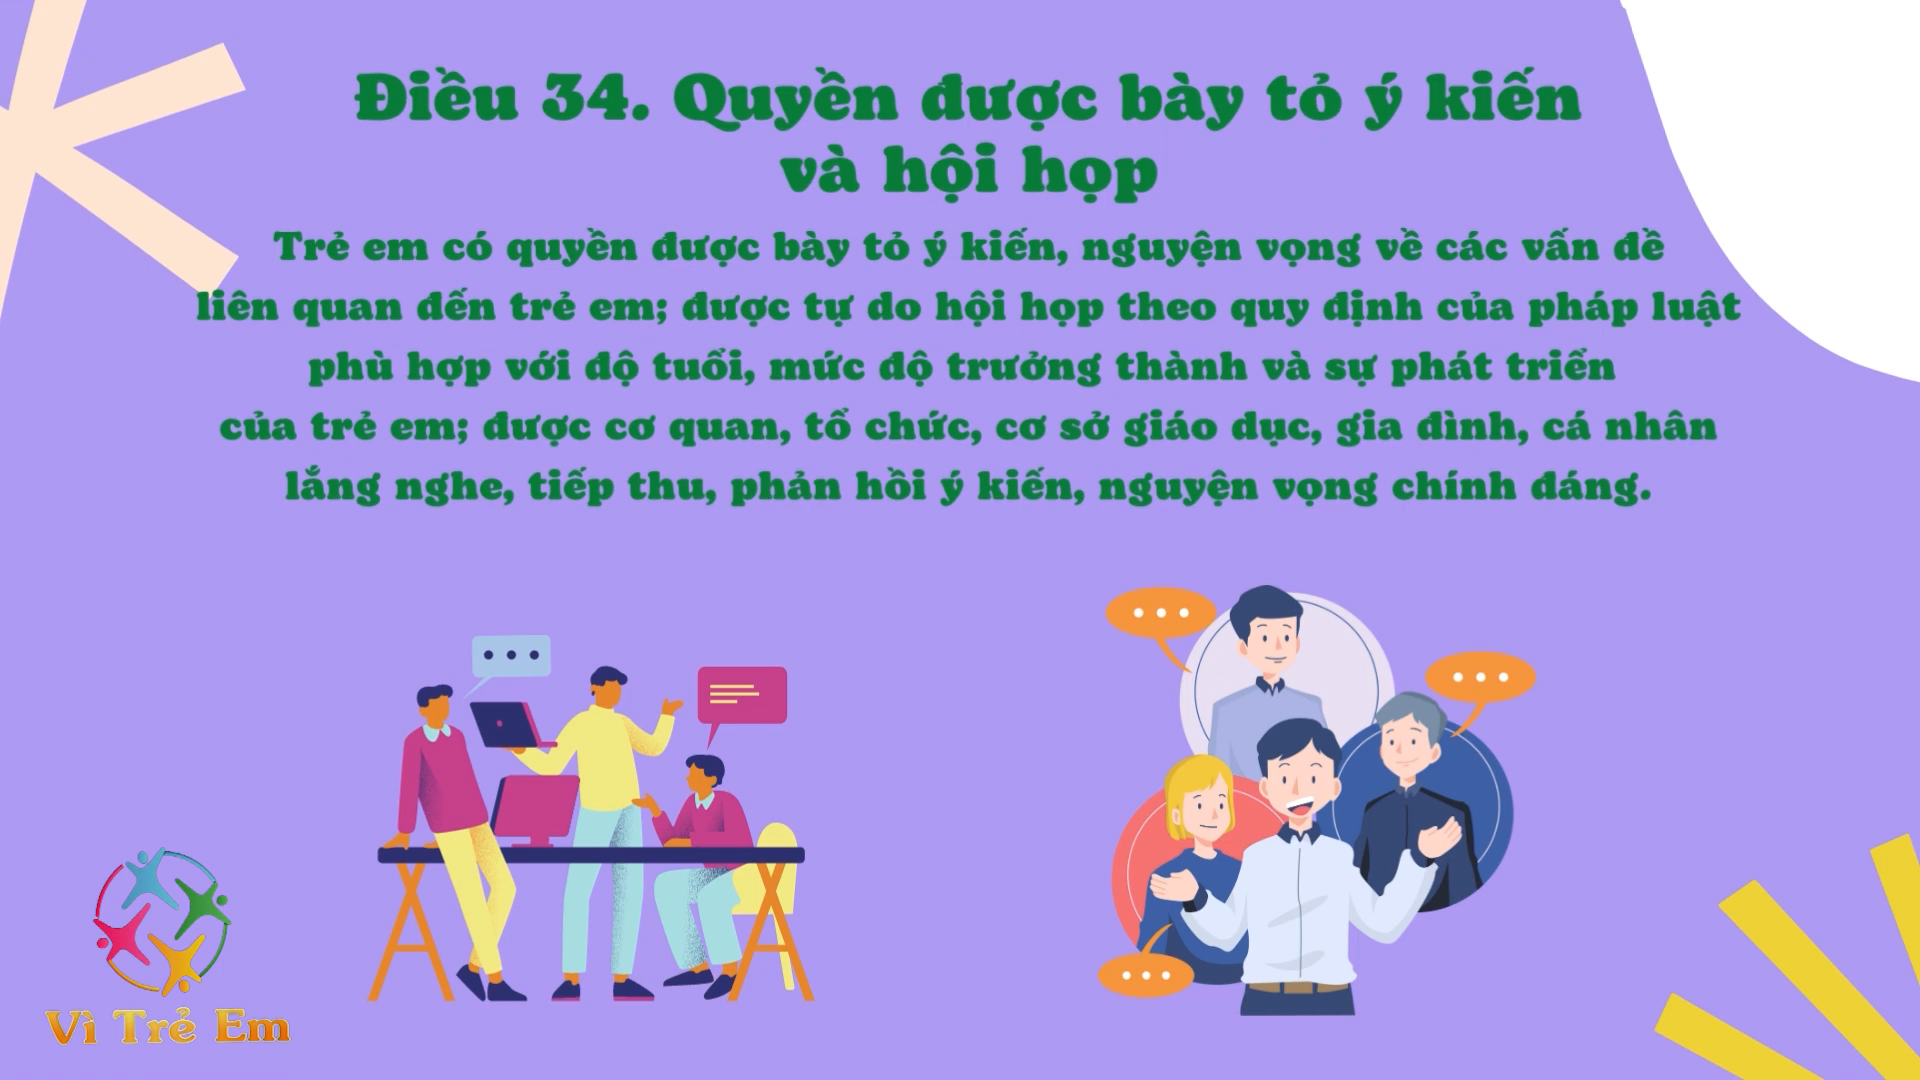 Điều 34. Quyền được bày tỏ ý kiến
và hội họp
Trẻ em có quyền được bày tỏ ý kiến, nguyện vọng về các vấn đề
liên quan đến trẻ em; được tự do hội họp theo quy định của pháp luật
phù hợp với độ tuổi, mức độ trưởng thành và sự phát triển
của trẻ em; được cơ quan, tổ chức, cơ sở giáo dục, gia đình, cá nhân
lắng nghe, tiếp thu, phản hồi ý kiến, nguyện vọng chính đáng.
Vì Trẻ Em